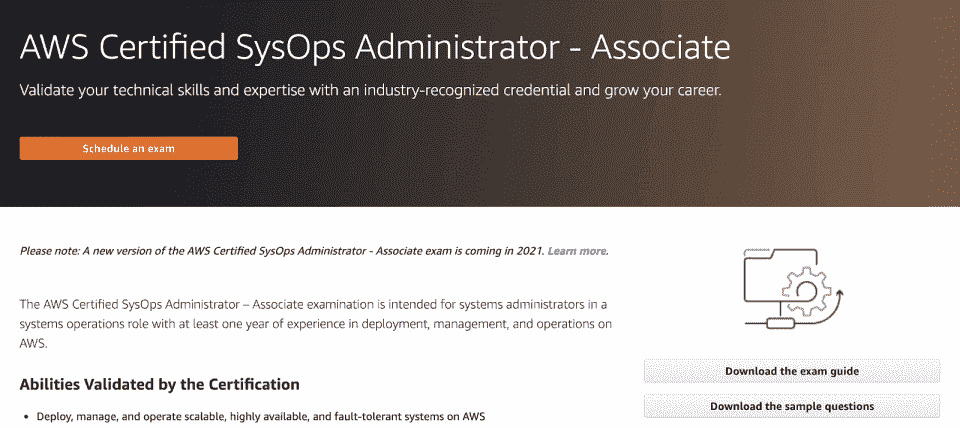 AWS Certified SysOps Administrator - Associate
Validate your technical skills and expertise with an industry-recognized credential and grow your career.
Schedule an exam
Please note: A new version of the AWS Certified SysOps Administrator - Associate exam is coming in 2021. Learn more.
The AWS Certified SysOps Administrator – Associate examination is intended for systems administrators in a
systems operations role with at least one year of experience in deployment, management, and operations on
AWS.
Abilities Validated by the Certification
• Deploy, manage, and operate scalable, highly available, and fault-tolerant systems on AWS
Download the exam guide
Download the sample questions